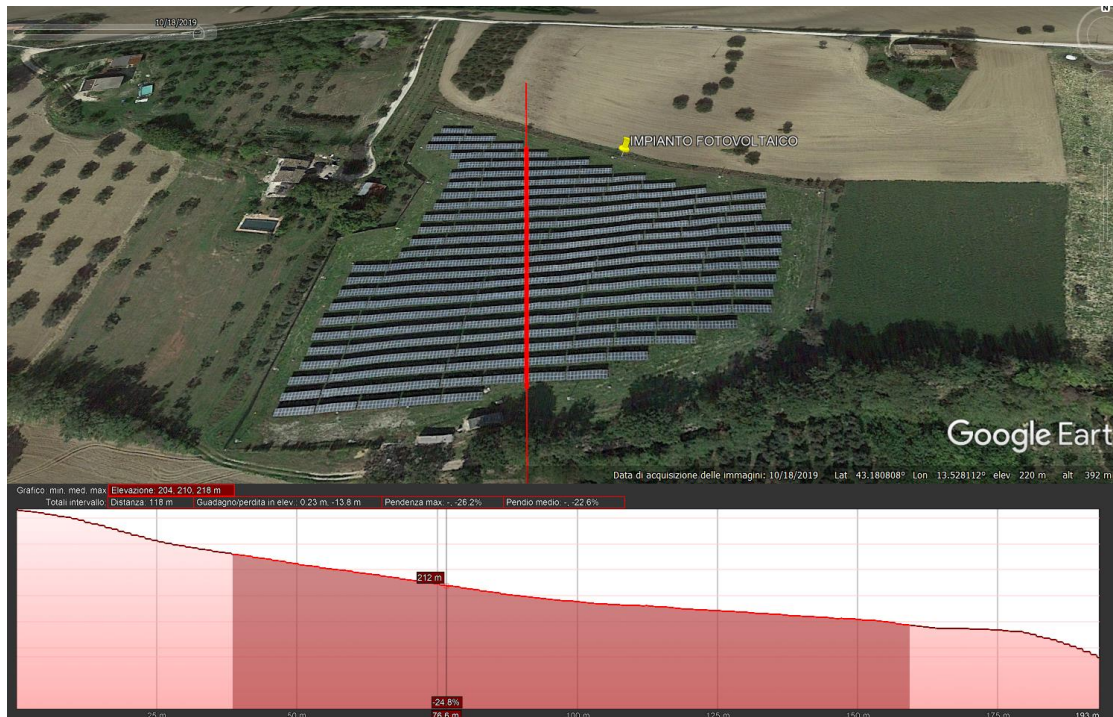 10/18/2019
N
IMPIANTO FOTOVOLTAICO
Google Eart
Data di acquisizione delle immagini: 10/18/2019 Lat 43.180808° Lon 13.528112° elev 220 m alt 392 m
Grafico: min. med. max Elevazione: 204, 210, 218 m
Totali intervallo: Distanza: 118 m Guadagno/perdita in elev.: 0.23 m, -13.8 m Pendenza max: -, -26.2% Pendio medio: -, -22.6%
212 m
-24.8%
25 m 50 m 76.6 m 100 m 125 m 150 m 175 m 193 m